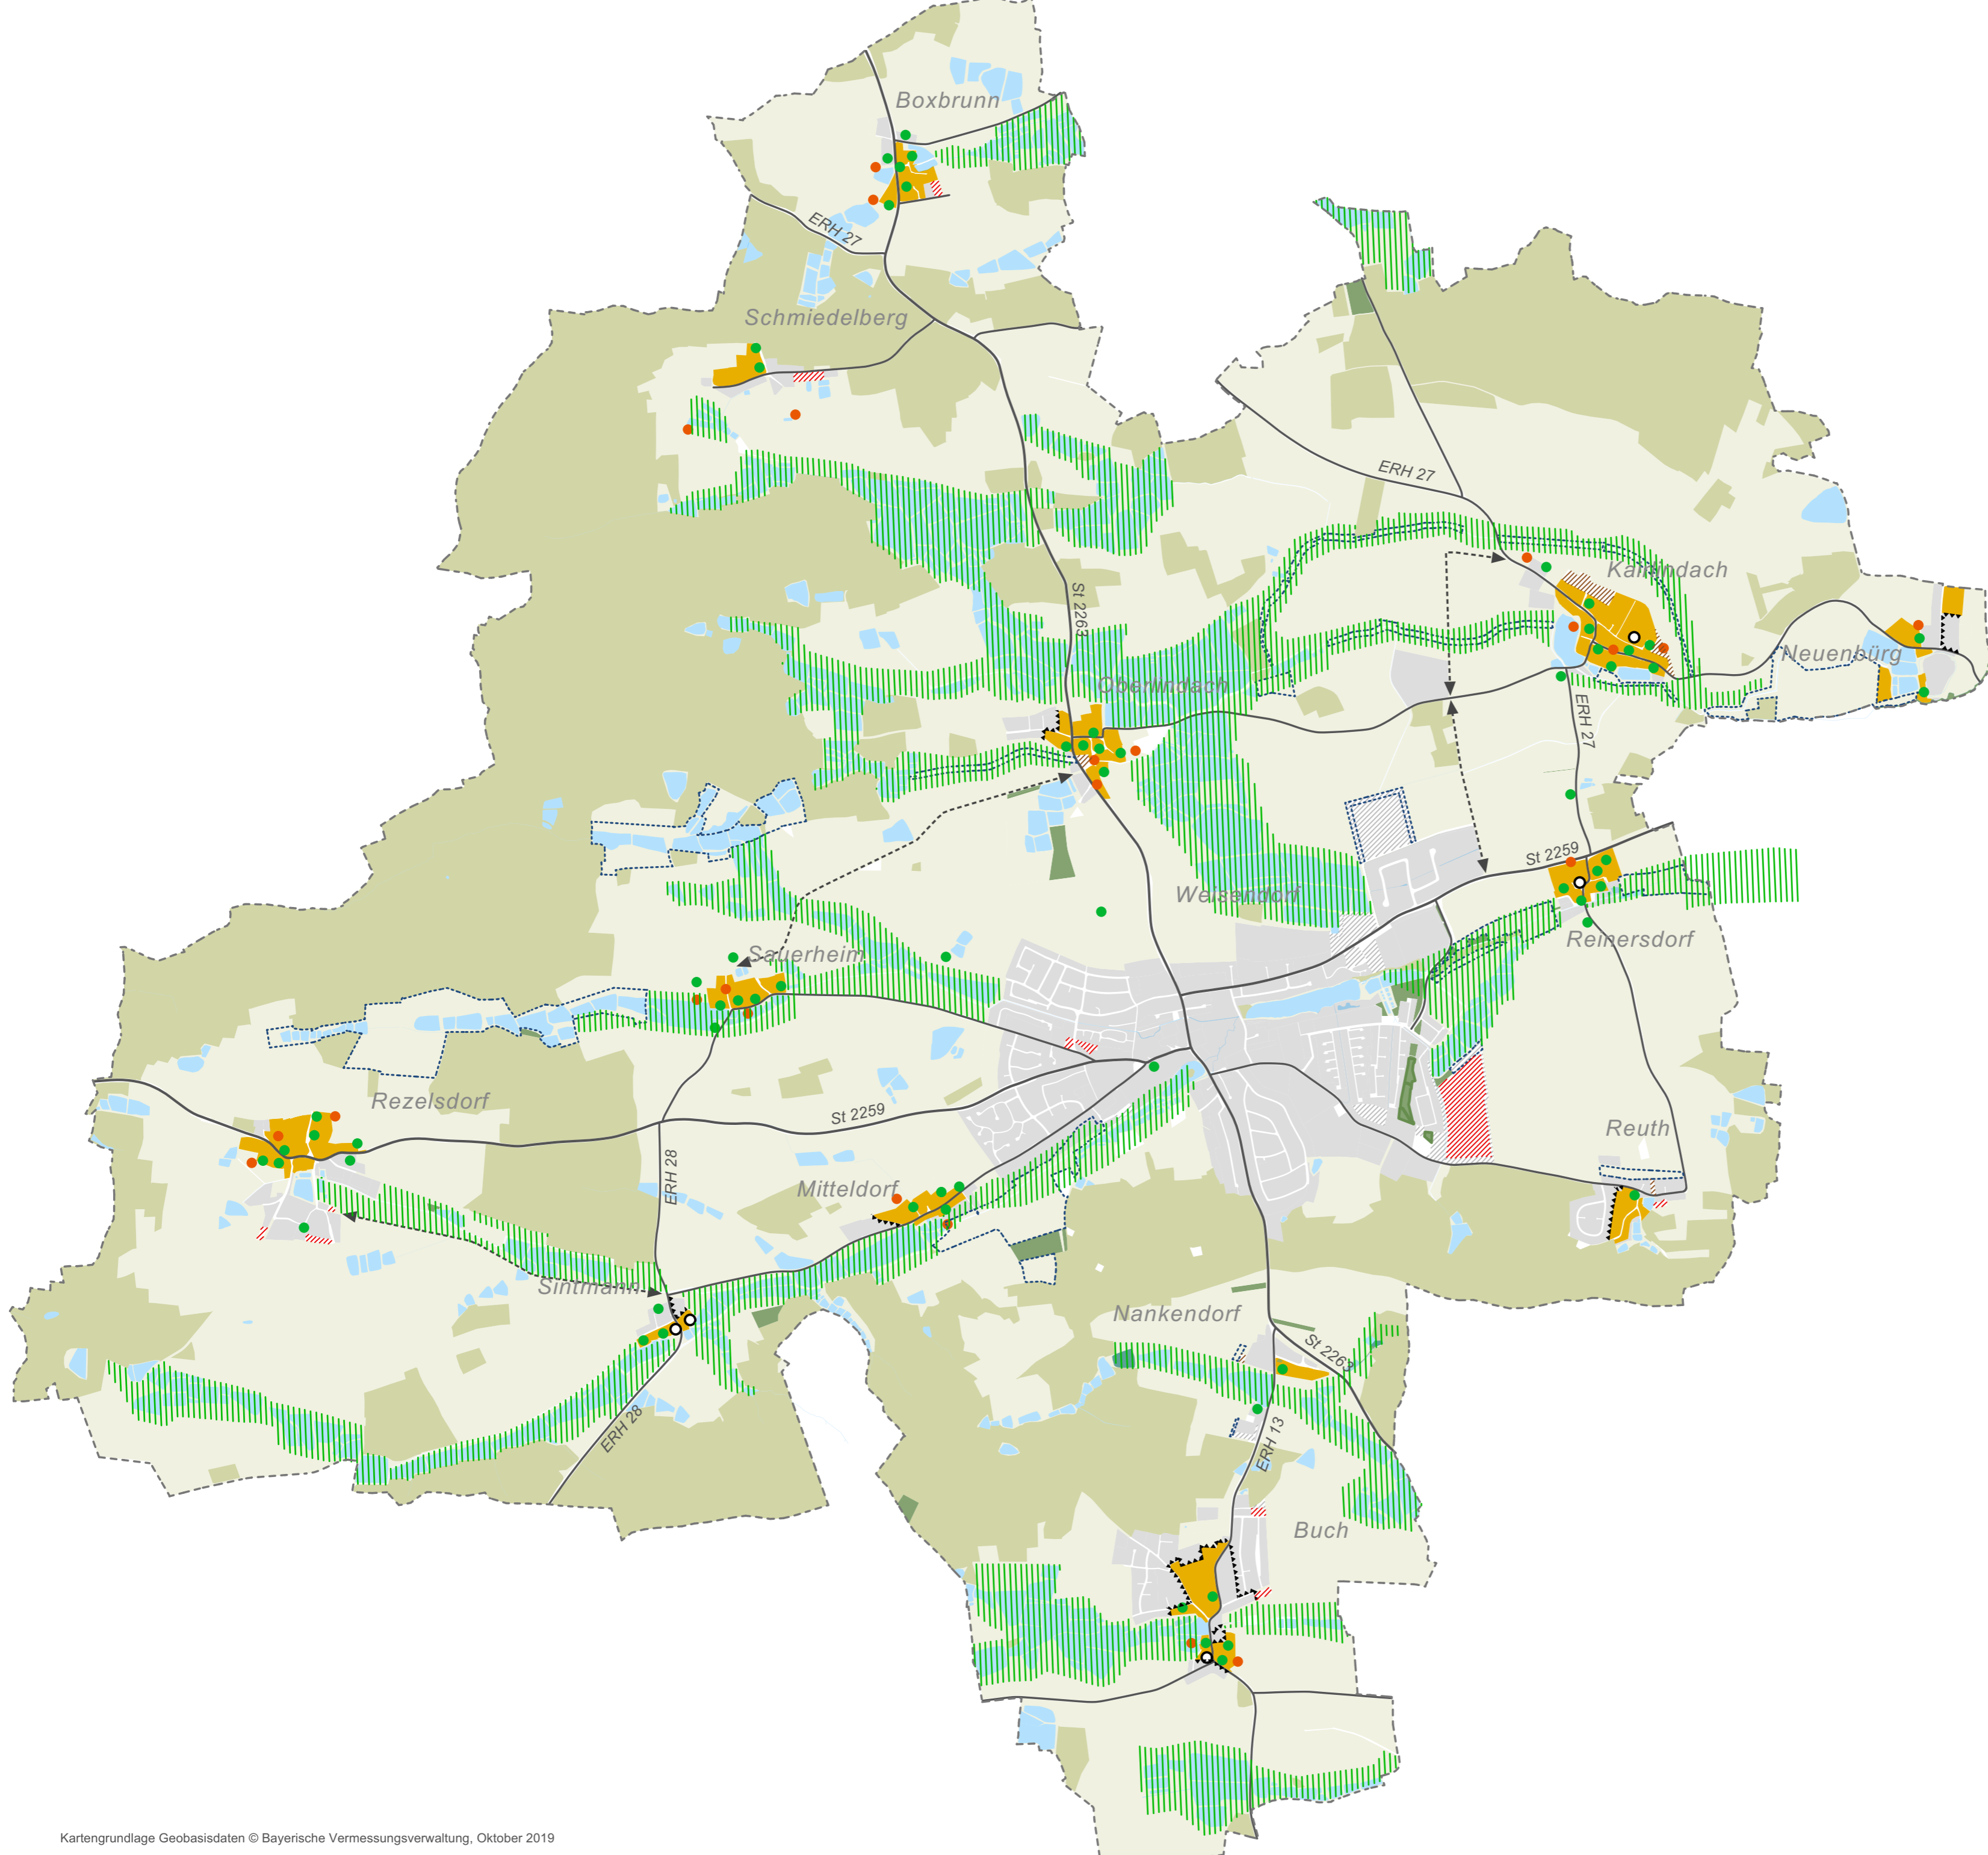 Boxbrunn
ERH 27
Schmiedelberg
ERH 27
Kairlindach
St 2263
Neuenbürg
Oberlindach
ERH 27
St 2259
Weisendorf
Reinersdorf
Sauerheim
Rezelsdorf
St 2259
Reuth
ERH 28
Mitteldorf
Sintmann
Nankendorf
St 2263
ERH 28
ERH 13
Buch
Kartengrundlage Geobasisdaten © Bayerische Vermessungsverwaltung, Oktober 2019